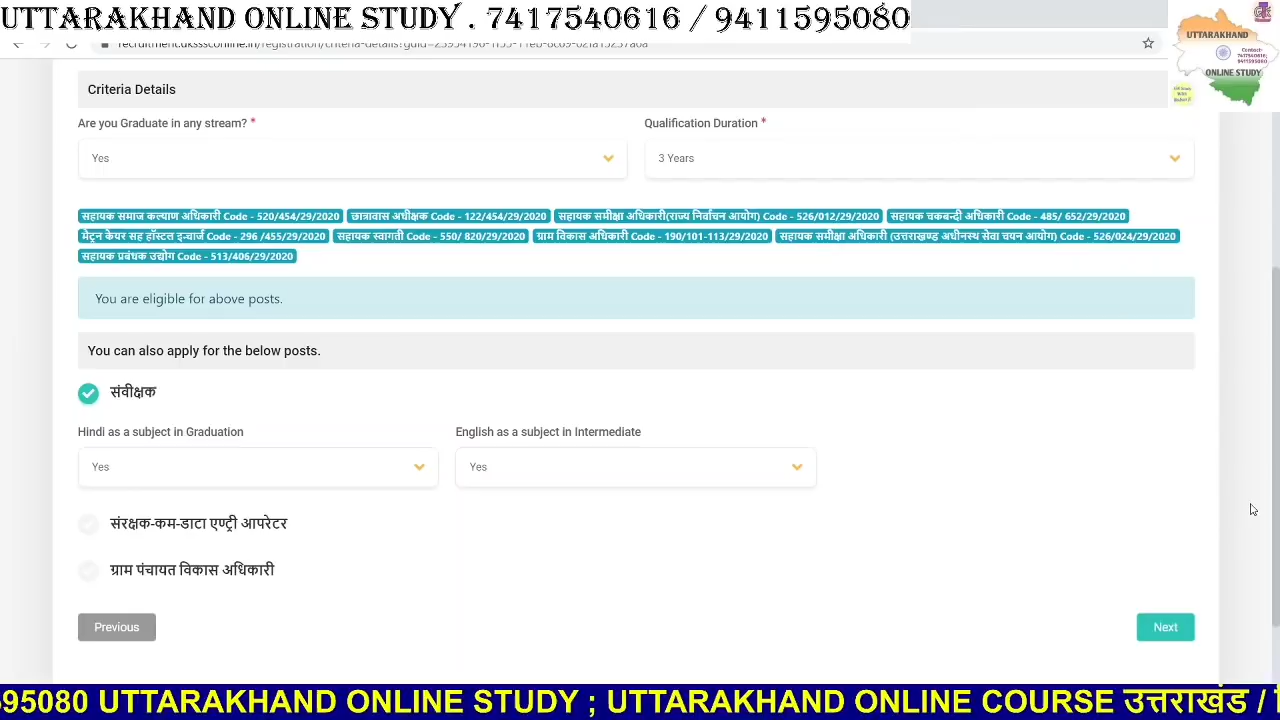 UTTARAKHAND ONLINE STUDY . 7417540616 / 9411595080
UTTARAKHAND
Contact-
7417540616;
9411595080
ONLINE STUDY
Criteria Details
Are you Graduate in any stream? * Qualification Duration *
Yes 3 Years
सहायक समाज कल्याण अधिकारी Code - 520/454/29/2020 छात्रावास अधीक्षक Code - 122/454/29/2020 सहायक समीक्षा अधिकारी(राज्य निर्वाचन आयोग) Code - 526/012/29/2020 सहायक चकबन्दी अधिकारी Code - 485/ 652/29/2020
मेट्रन केयर सह हॉस्टल इन्चार्ज Code - 296 /455/29/2020 सहायक स्वागती Code - 550/ 820/29/2020 ग्राम विकास अधिकारी Code - 190/101-113/29/2020 सहायक समीक्षा अधिकारी (उत्तराखण्ड अधीनस्थ सेवा चयन आयोग) Code - 526/024/29/2020
सहायक प्रबंधक उद्योग Code - 513/406/29/2020
You are eligible for above posts.
You can also apply for the below posts.
संवीक्षक
Hindi as a subject in Graduation English as a subject in Intermediate
Yes Yes
संरक्षक-कम-डाटा एण्ट्री आपरेटर
ग्राम पंचायत विकास अधिकारी
Previous Next
95080 UTTARAKHAND ONLINE STUDY ; UTTARAKHAND ONLINE COURSE उत्तराखंड /